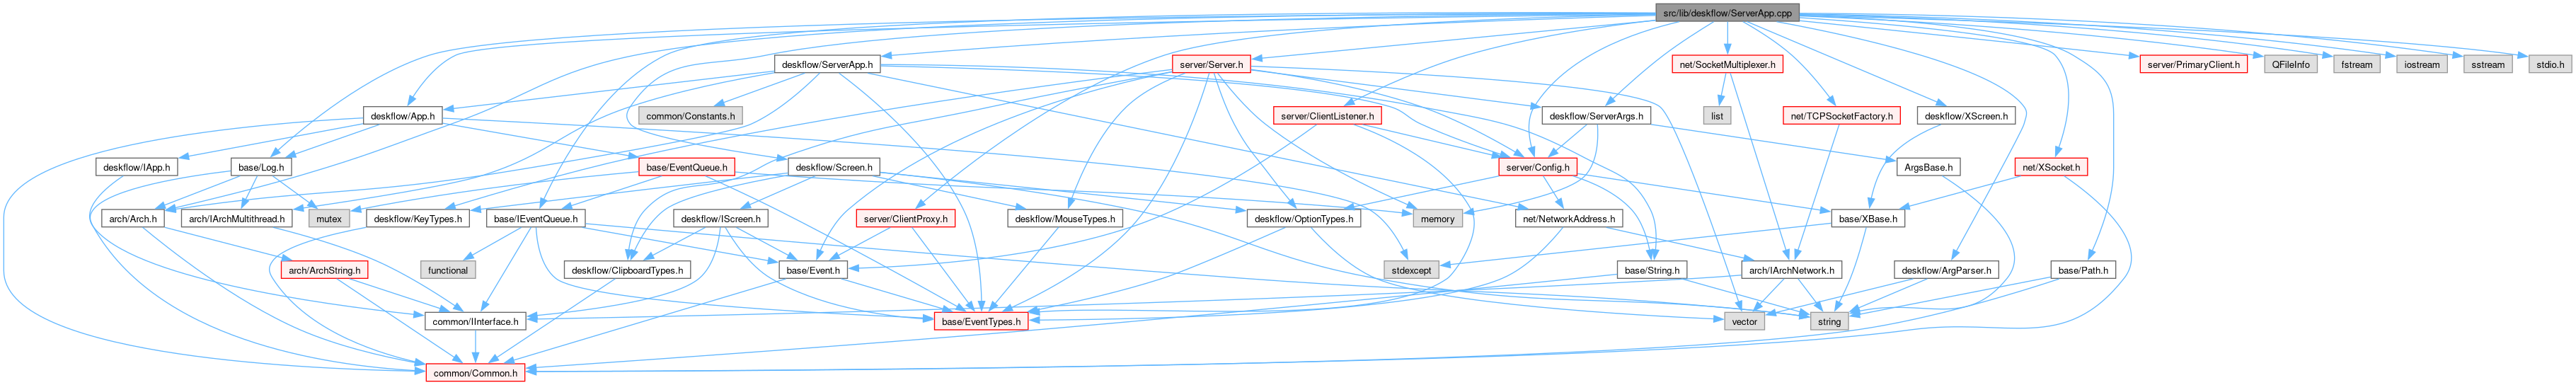 src/lib/deskflow/ServerApp.cpp
deskflow/ServerApp.h
server/Server.h
net/SocketMultiplexer.h
server/PrimaryClient.h
QFileInfo
fstream
iostream
sstream
stdio.h
deskflow/App.h
common/Constants.h
server/ClientListener.h
deskflow/ServerArgs.h
list
net/TCPSocketFactory.h
deskflow/XScreen.h
deskflow/IApp.h
base/Log.h
base/EventQueue.h
deskflow/Screen.h
server/Config.h
ArgsBase.h
net/XSocket.h
arch/Arch.h
arch/IArchMultithread.h
mutex
deskflow/KeyTypes.h
base/IEventQueue.h
deskflow/IScreen.h
server/ClientProxy.h
deskflow/MouseTypes.h
memory
deskflow/OptionTypes.h
net/NetworkAddress.h
base/XBase.h
arch/ArchString.h
functional
deskflow/ClipboardTypes.h
base/Event.h
stdexcept
base/String.h
arch/IArchNetwork.h
deskflow/ArgParser.h
base/Path.h
common/IInterface.h
base/EventTypes.h
vector
string
common/Common.h